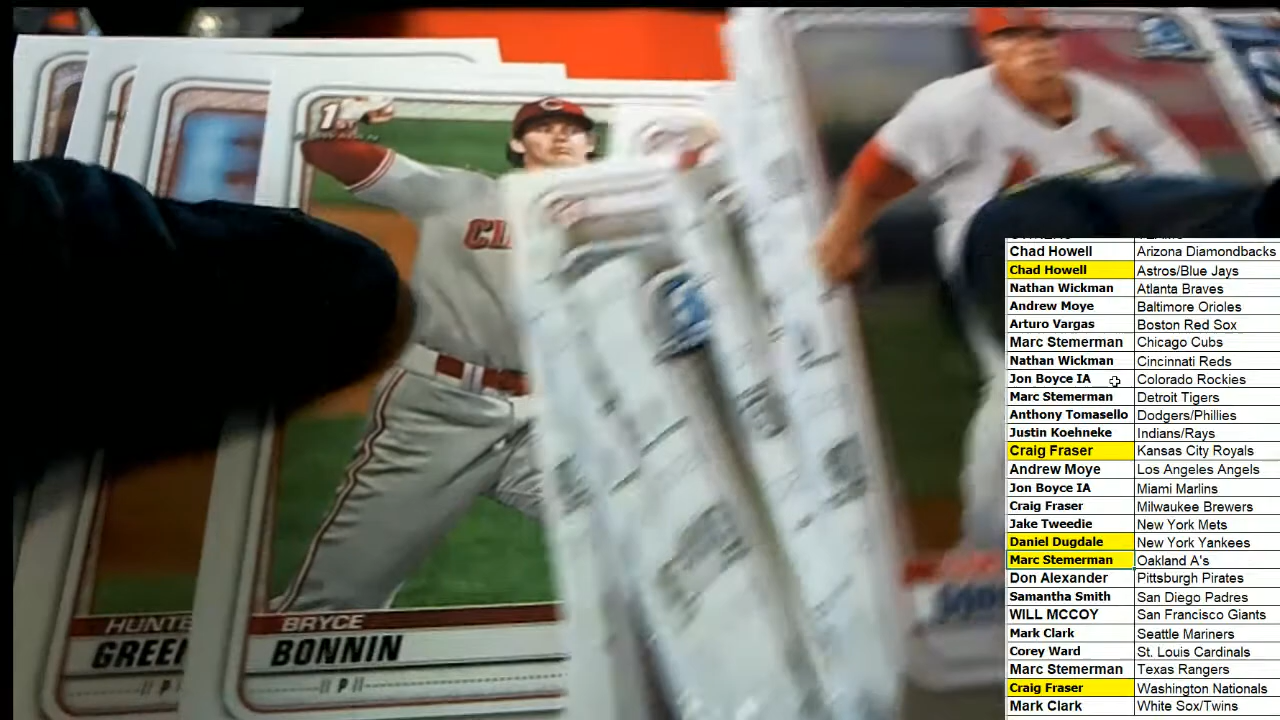 1ST
BOWMAN
CI
HUNTE
GREEN
P
BRYCE
BONNIN
P
Chad Howell Arizona Diamondbacks
Chad Howell Astros/Blue Jays
Nathan Wickman Atlanta Braves
Andrew Moye Baltimore Orioles
Arturo Vargas Boston Red Sox
Marc Stemerman Chicago Cubs
Nathan Wickman Cincinnati Reds
Jon Boyce IA Colorado Rockies
Marc Stemerman Detroit Tigers
Anthony Tomasello Dodgers/Phillies
Justin Koehneke Indians/Rays
Craig Fraser Kansas City Royals
Andrew Moye Los Angeles Angels
Jon Boyce IA Miami Marlins
Craig Fraser Milwaukee Brewers
Jake Tweedie New York Mets
Daniel Dugdale New York Yankees
Marc Stemerman Oakland A's
Don Alexander Pittsburgh Pirates
Samantha Smith San Diego Padres
WILL MCCOY San Francisco Giants
Mark Clark Seattle Mariners
Corey Ward St. Louis Cardinals
Marc Stemerman Texas Rangers
Craig Fraser Washington Nationals
Mark Clark White Sox/Twins